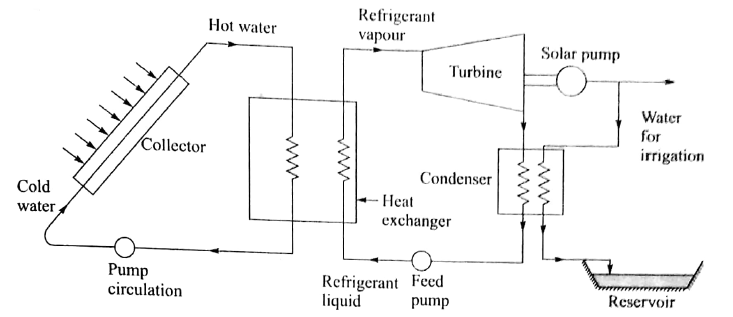 Hot water
Refrigerant
vapour
Solar pump
Turbine
Water
for
irrigation
Collector
Condenser
Cold
water
Heat
exchanger
Pump
circulation
Refrigerant
liquid
Feed
pump
Reservoir